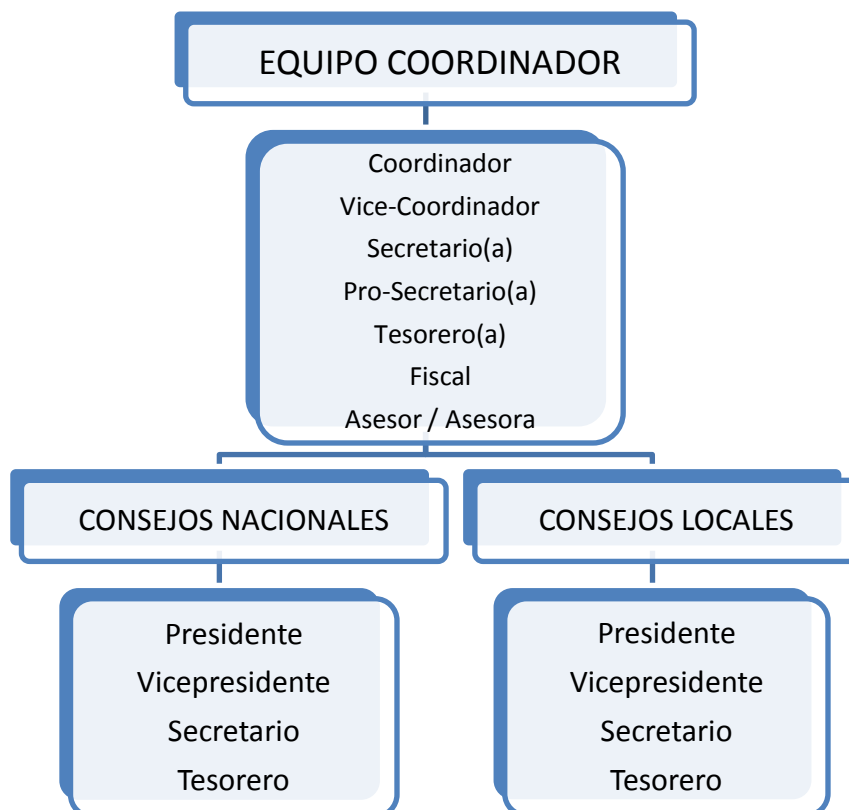 EQUIPO COORDINADOR
Coordinador
Vice-Coordinador
Secretario(a)
Pro-Secretario(a)
Tesorero(a)
Fiscal
Asesor / Asesora
CONSEJOS NACIONALES
Presidente
Vicepresidente
Secretario
Tesorero
CONSEJOS LOCALES
Presidente
Vicepresidente
Secretario
Tesorero